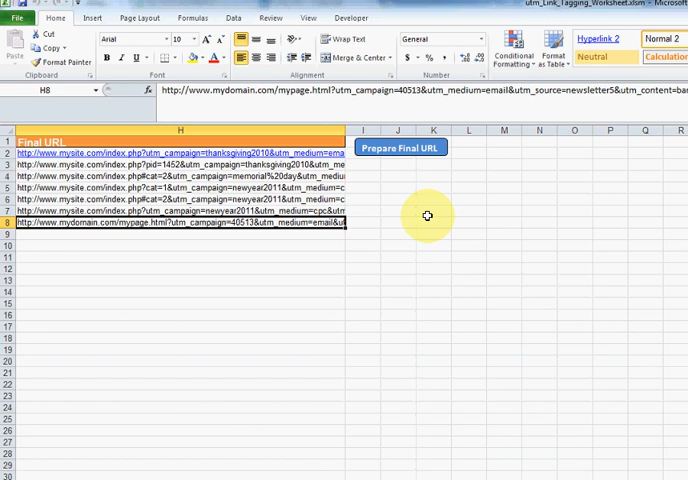 utm_Link_Tagging_Worksheet.xlsm
File Home Insert Page Layout Formulas Data Review View Developer
Paste Cut Copy Format Painter
Clipboard
Arial 10 A A
B I U A
Font
Wrap Text
Merge & Center
Alignment
$ % ,
Number
Conditional Formatting Format as Table
Hyperlink 2 Normal 2
Neutral Calculation
H8 fx http://www.mydomain.com/mypage.html?utm_campaign=40513&utm_medium=email&utm_source=newsletter5&utm_content=ba
H I J K L M N O P Q R
1 Final URL
2 http://www.mysite.com/index.php?utm_campaign=thanksgiving2010&utm_medium=ema
Prepare Final URL
3 http://www.mysite.com/index.php?pid=1452&utm_campaign=thanksgiving2010&utm_m
4 http://www.mysite.com/index.php#cat=2&utm_campaign=memorial%20day&utm_mediu
5 http://www.mysite.com/index.php#cat=1&utm_campaign=newyear2011&utm_medium=c
6 http://www.mysite.com/index.php#cat=2&utm_campaign=newyear2011&utm_medium=c
7 http://www.mysite.com/index.php?utm_campaign=newyear2011&utm_medium=cpc&utm
8 http://www.mydomain.com/mypage.html?utm_campaign=40513&utm_medium=email&u
9
10
11
12
13
14
15
16
17
18
19
20
21
22
23
24
25
26
27
28
29
30